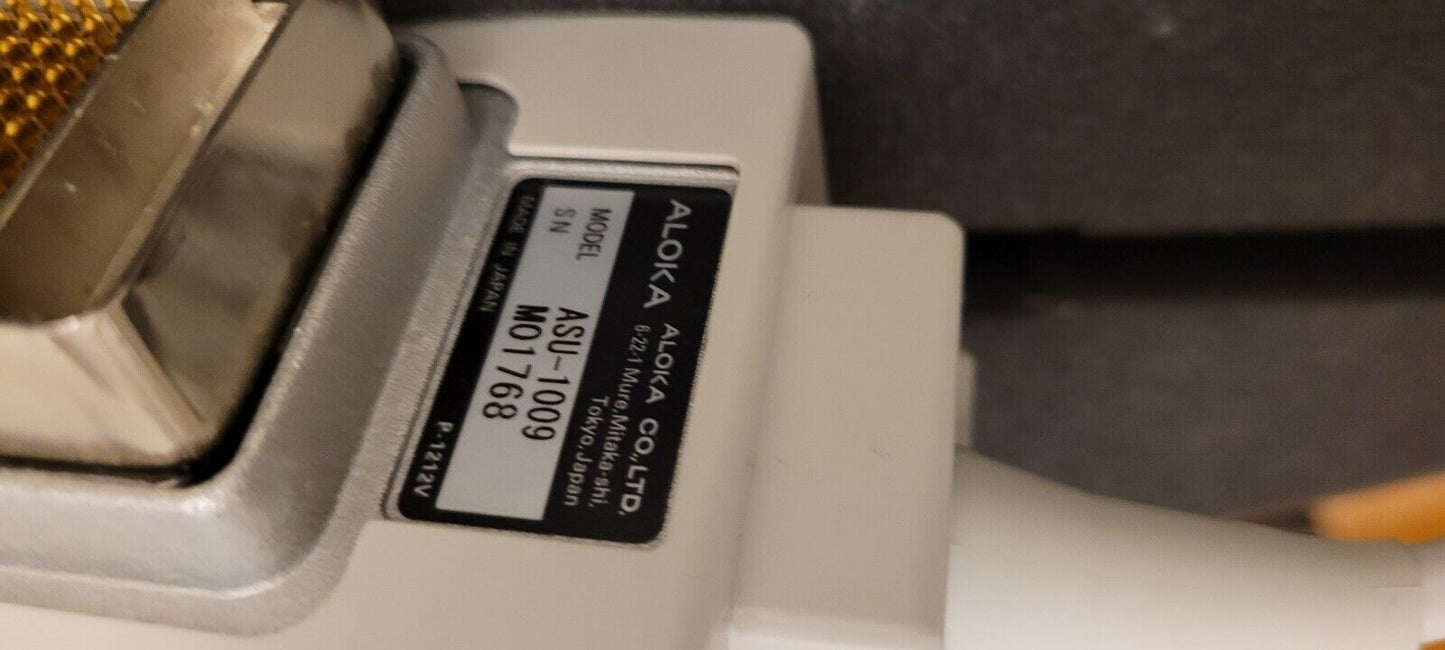 ALOKA ALOKA CO.,LTD.
6-22-1 Mure,Mitaka-shi,
Tokyo,Japan
MODEL ASU-1009
SN M01768
MADE IN JAPAN P-1212V